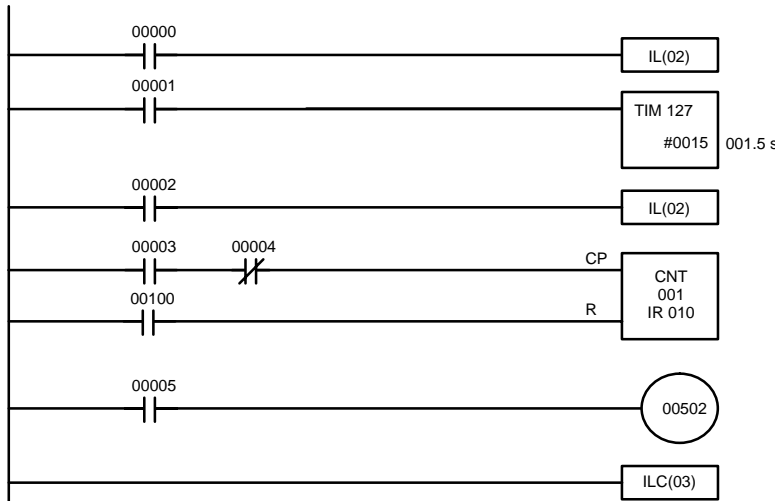 00000
IL(02)
00001
TIM 127
#0015 001.5 s
00002
IL(02)
00003 00004
CP
CNT
001
IR 010
00100
R
00005
00502
ILC(03)